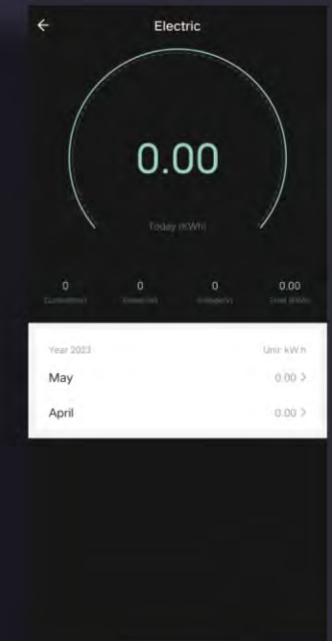 Electric
0.00
Today (KWh)
0 0 0 0.00
Year 2023 Unit: kW.h
May 0.00 >
April 0.00 >